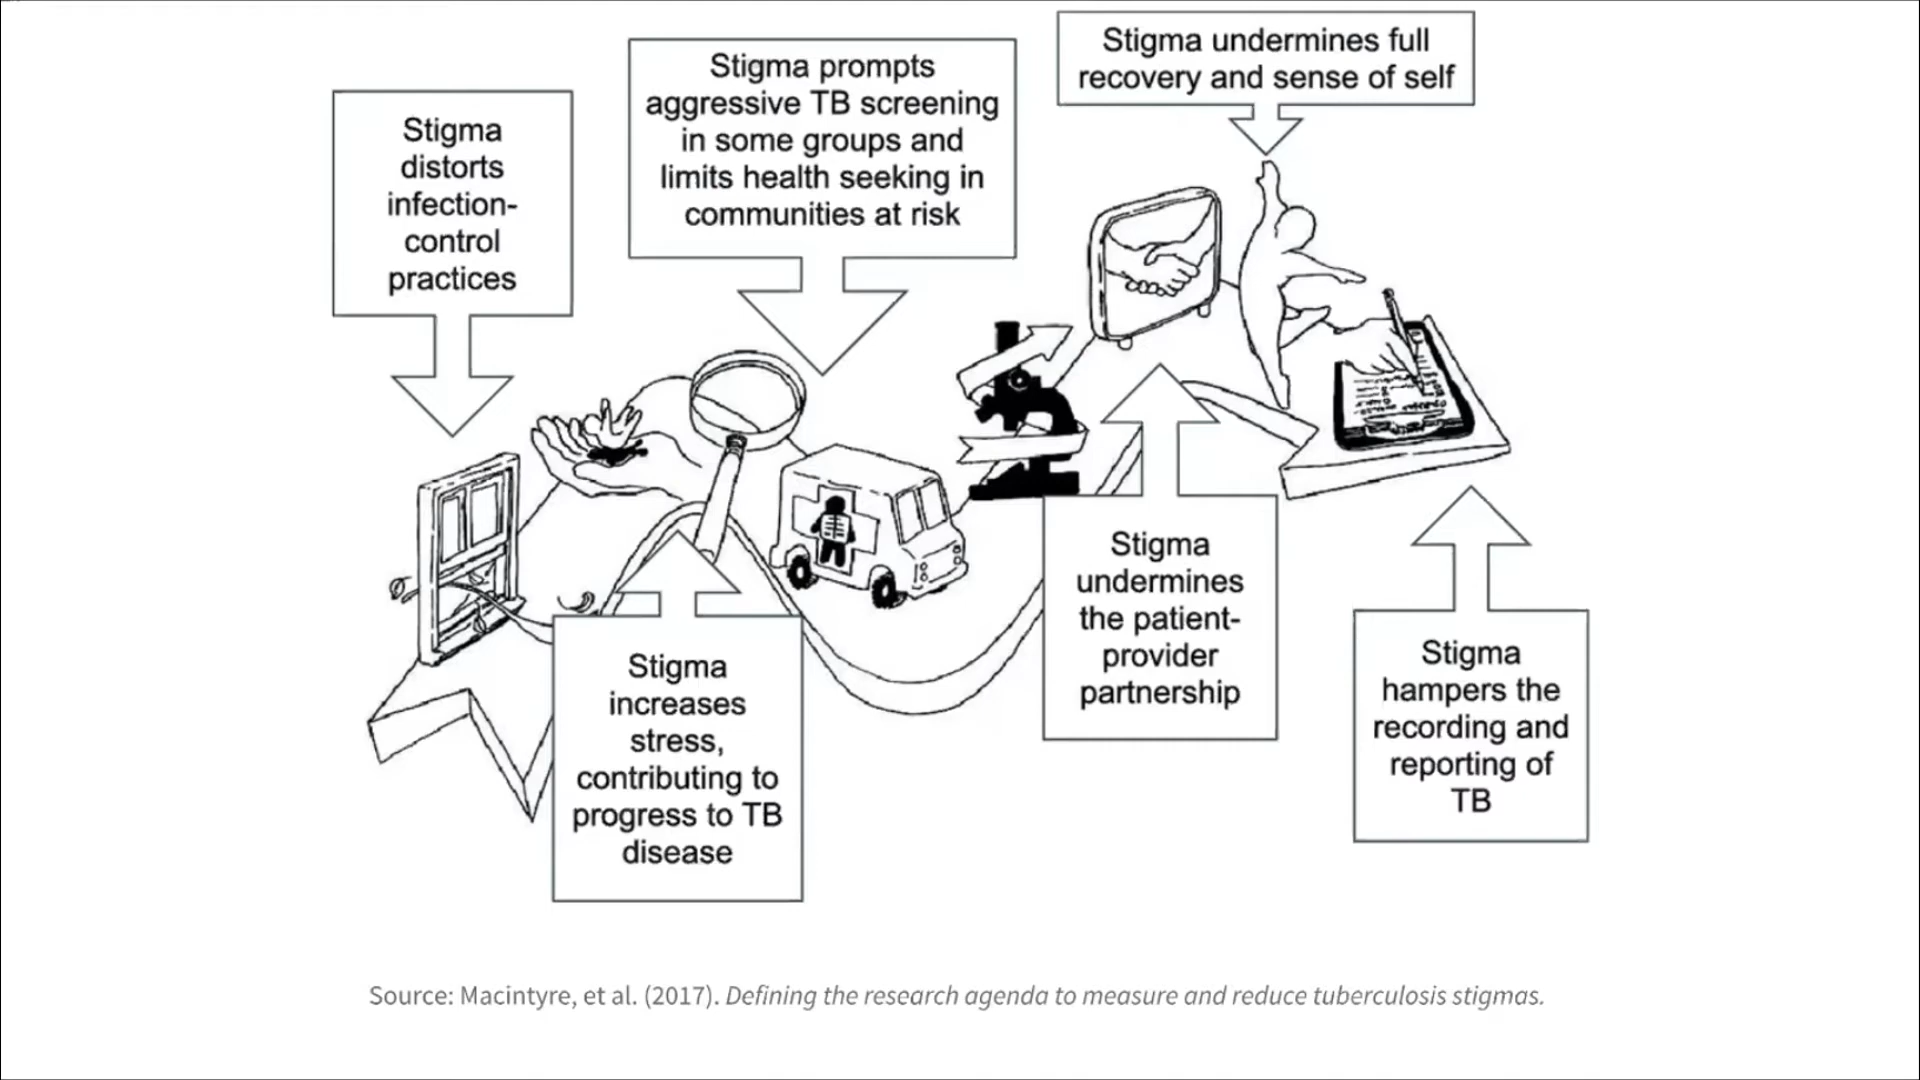 Stigma
distorts
infection-
control
practices
Stigma prompts
aggressive TB screening
in some groups and
limits health seeking in
communities at risk
Stigma undermines full
recovery and sense of self
Stigma
increases
stress,
contributing to
progress to TB
disease
Stigma
undermines
the patient-
provider
partnership
Stigma
hampers the
recording and
reporting of
TB
Source: Macintyre, et al. (2017). Defining the research agenda to measure and reduce tuberculosis stigmas.